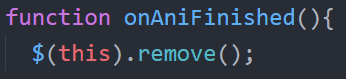 function onAniFinished(){
  $(this).remove();